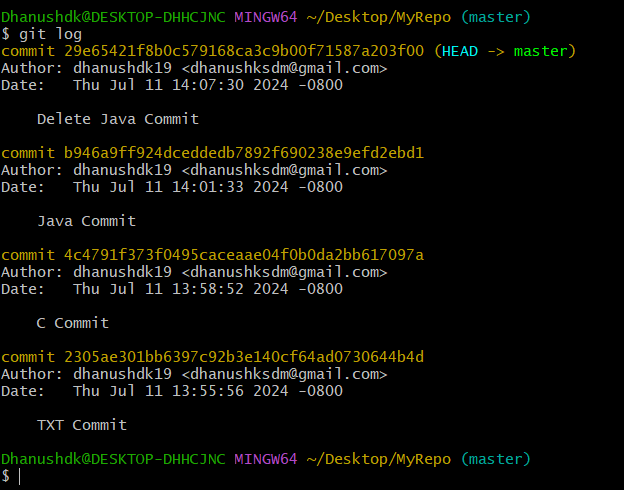 Dhanushdk@DESKTOP-DHHCJNC MINGW64 ~/Desktop/MyRepo (master)
$ git log
commit 29e65421f8b0c579168ca3c9b00f71587a203f00 (HEAD -> master)
Author: dhanushdk19 <dhanushksdm@gmail.com>
Date:   Thu Jul 11 14:07:30 2024 -0800
    Delete Java Commit
commit b946a9ff924dceddedb7892f690238e9efd2ebd1
Author: dhanushdk19 <dhanushksdm@gmail.com>
Date:   Thu Jul 11 14:01:33 2024 -0800
    Java Commit
commit 4c4791f373f0495caceaae04f0b0da2bb617097a
Author: dhanushdk19 <dhanushksdm@gmail.com>
Date:   Thu Jul 11 13:58:52 2024 -0800
    C Commit
commit 2305ae301bb6397c92b3e140cf64ad0730644b4d
Author: dhanushdk19 <dhanushksdm@gmail.com>
Date:   Thu Jul 11 13:55:56 2024 -0800
    TXT Commit
Dhanushdk@DESKTOP-DHHCJNC MINGW64 ~/Desktop/MyRepo (master)
$